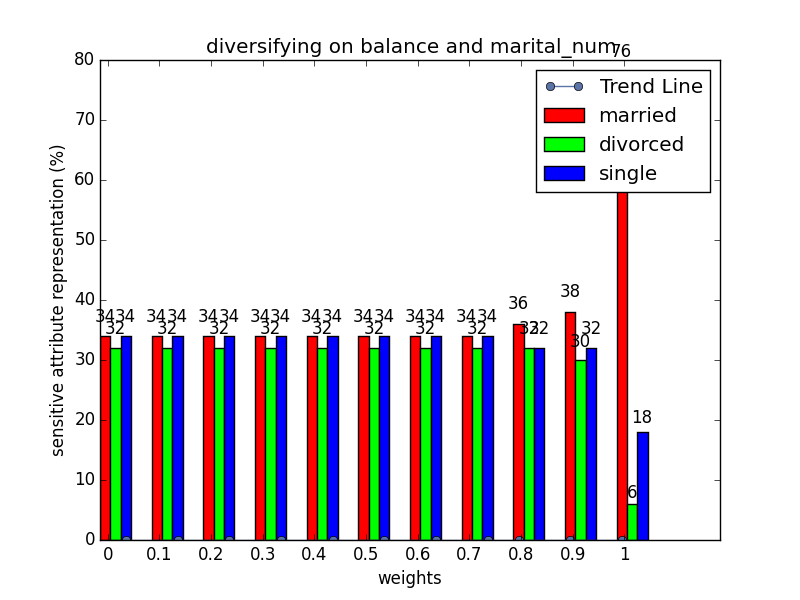 diversifying on balance and marital_num
76
80
70
60
50
40
30
20
10
0
sensitive attribute representation (%)
Trend Line
married
divorced
single
34 32 34
34 32 34
34 32 34
34 32 34
34 32 34
34 32 34
34 32 34
34 32 34
36 32 32
38 30 32
6 18
0 0.1 0.2 0.3 0.4 0.5 0.6 0.7 0.8 0.9 1
weights